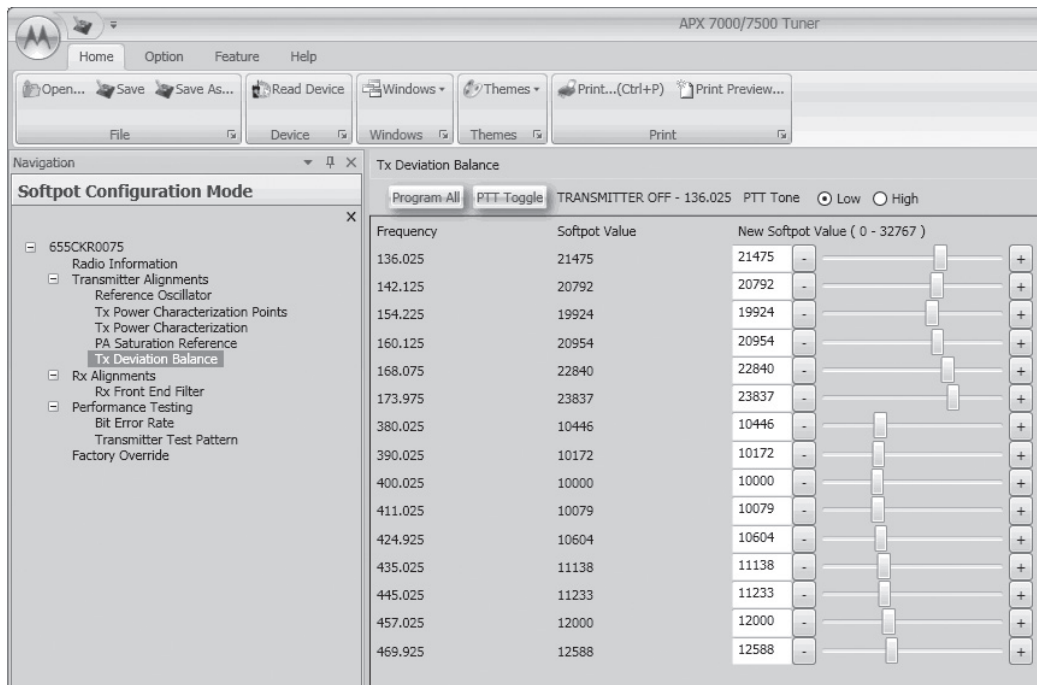 APX 7000/7500 Tuner
Home Option Feature Help
Open... Save Save As... Read Device Windows Themes Print...(Ctrl+P) Print Preview...
File Device Windows Themes Print
Navigation
Softpot Configuration Mode
655CKR0075
Radio Information
Transmitter Alignments
Reference Oscillator
Tx Power Characterization Points
Tx Power Characterization
PA Saturation Reference
Tx Deviation Balance
Rx Alignments
Rx Front End Filter
Performance Testing
Bit Error Rate
Transmitter Test Pattern
Factory Override
Tx Deviation Balance
Program All PTT Toggle TRANSMITTER OFF - 136.025 PTT Tone Low High
Frequency Softpot Value New Softpot Value ( 0 - 32767 )
136.025 21475 21475 - +
142.125 20792 20792 - +
154.225 19924 19924 - +
160.125 20954 20954 - +
168.075 22840 22840 - +
173.975 23837 23837 - +
380.025 10446 10446 - +
390.025 10172 10172 - +
400.025 10000 10000 - +
411.025 10079 10079 - +
424.925 10604 10604 - +
435.025 11138 11138 - +
445.025 11233 11233 - +
457.025 12000 12000 - +
469.925 12588 12588 - +